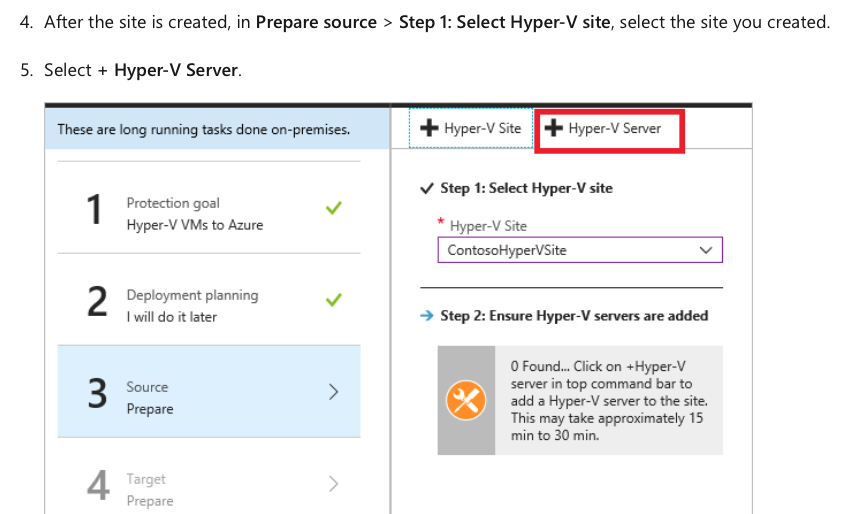 4. After the site is created, in Prepare source > Step 1: Select Hyper-V site, select the site you created.
5. Select + Hyper-V Server.
These are long running tasks done on-premises.
1
Protection goal
Hyper-V VMs to Azure
2
Deployment planning
I will do it later
3
Source
Prepare
4
Target
Prepare
Hyper-V Site
Hyper-V Server
Step 1: Select Hyper-V site
* Hyper-V Site
ContosoHyperVSite
Step 2: Ensure Hyper-V servers are added
0 Found... Click on +Hyper-V
server in top command bar to
add a Hyper-V server to the site.
This may take approximately 15
min to 30 min.